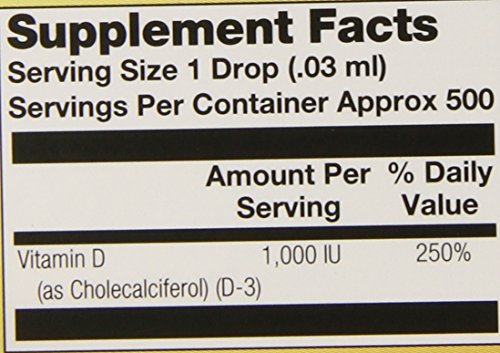 Supplement Facts
Serving Size 1 Drop (.03 ml)
Servings Per Container Approx 500
Amount Per % Daily
Serving Value
Vitamin D 1,000 IU 250%
(as Cholecalciferol) (D-3)